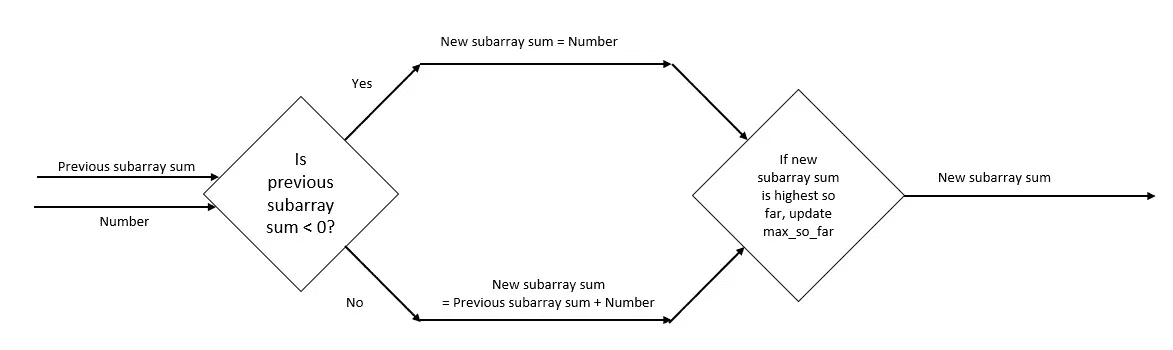 Previous subarray sum
Number
Is
previous
subarray
sum < 0?
Yes
New subarray sum = Number
No
New subarray sum
= Previous subarray sum + Number
If new
subarray sum
is highest so
far, update
max_so_far
New subarray sum